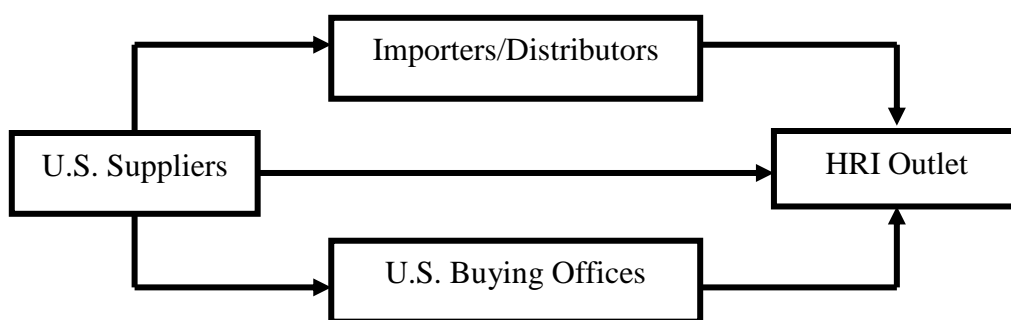 Importers/Distributors
U.S. Suppliers
HRI Outlet
U.S. Buying Offices